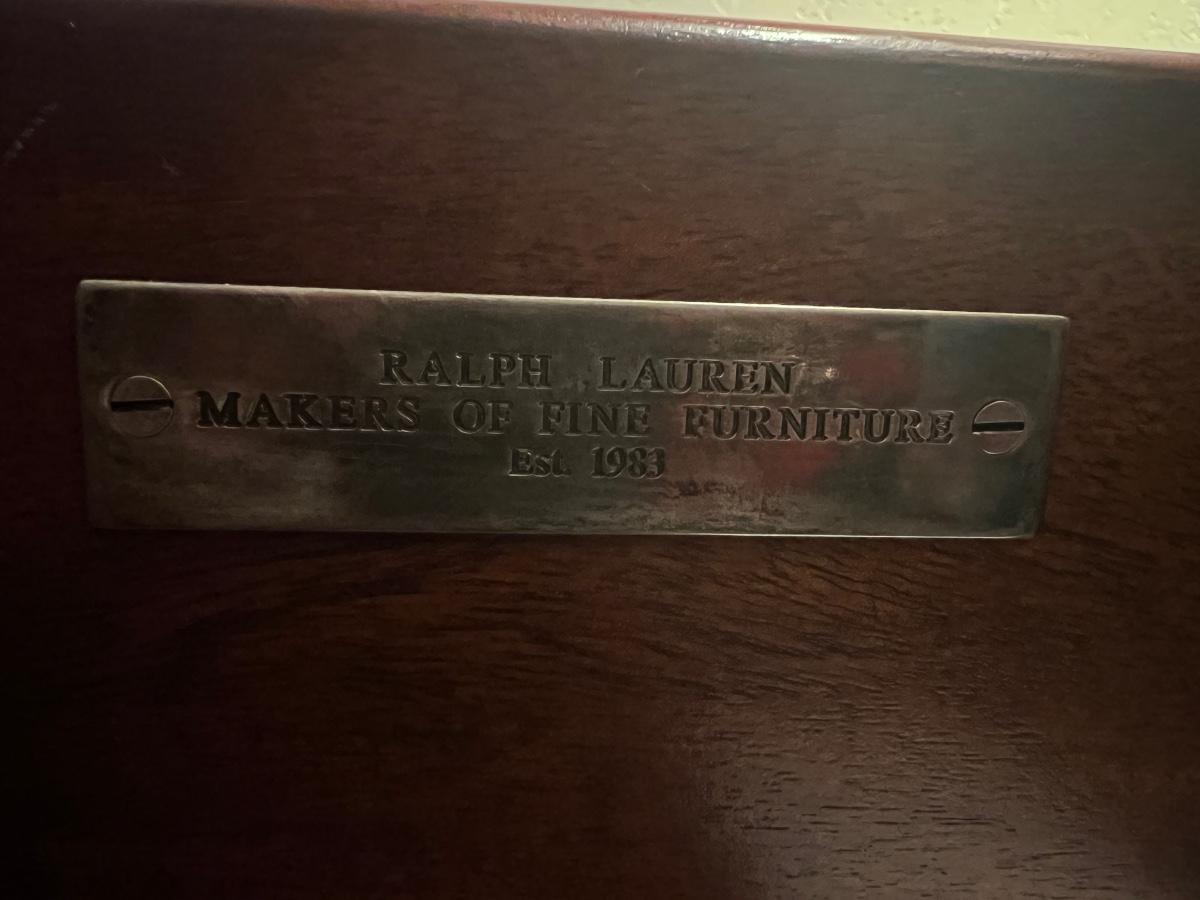 RALPH LAUREN
MAKERS OF FINE FURNITURE
Est. 1983